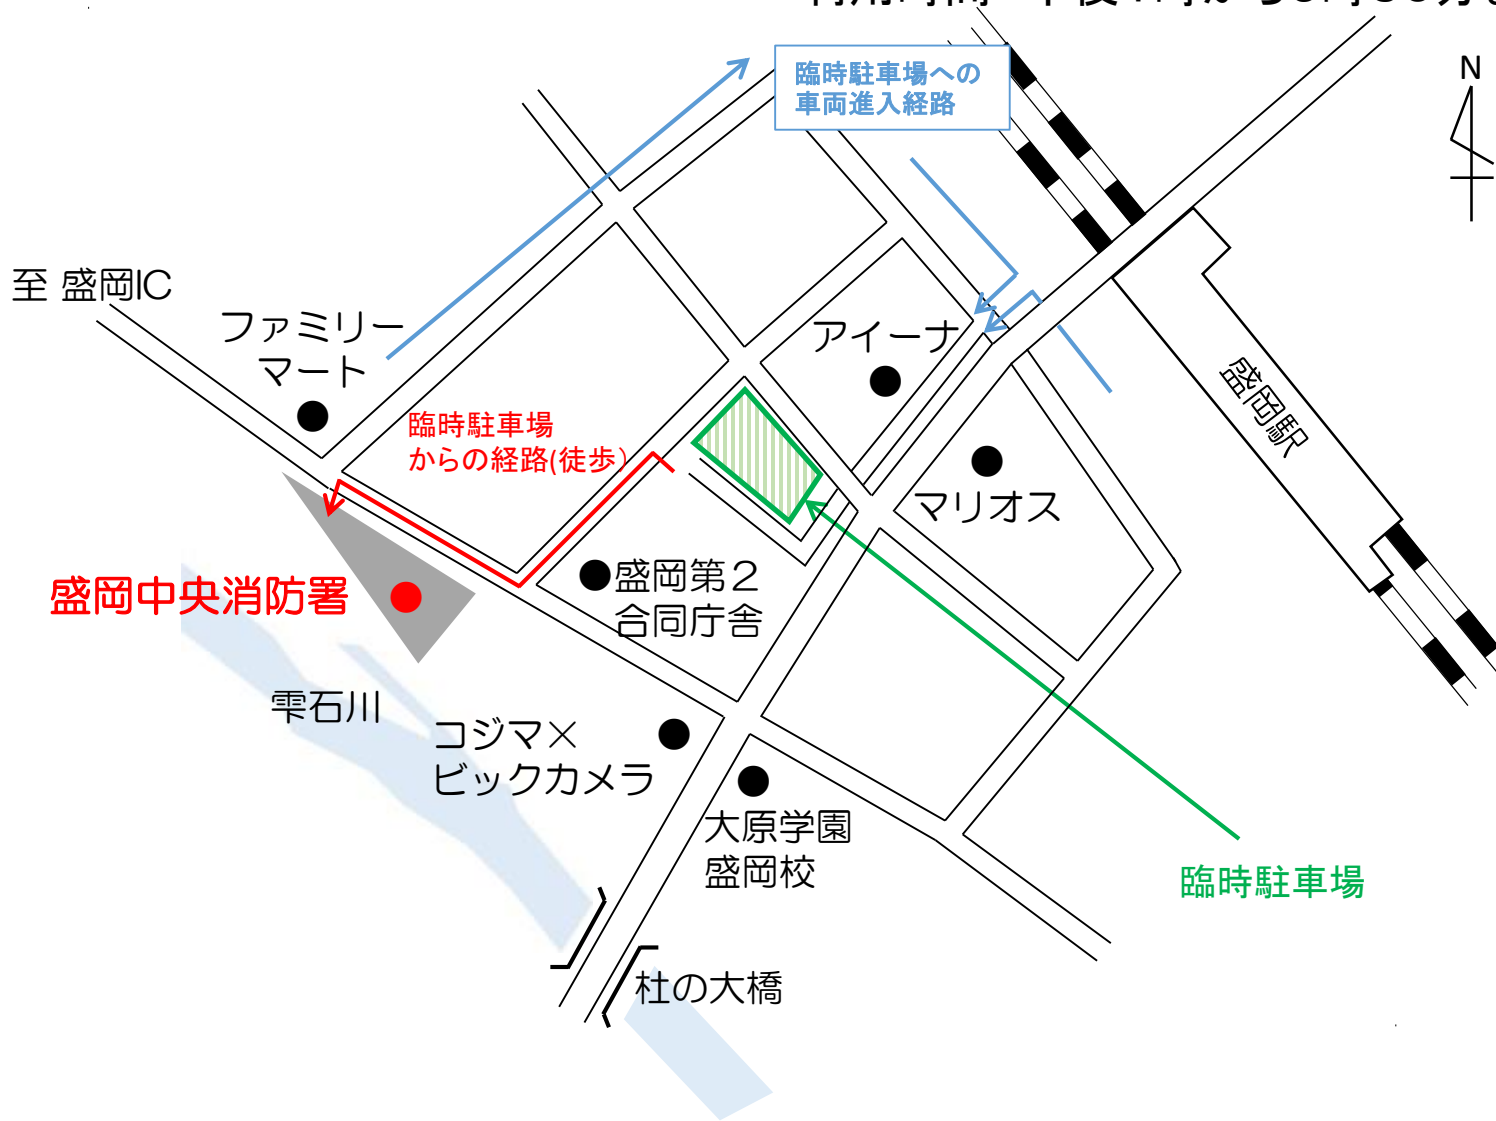 臨時駐車場への
車両進入経路
N
至 盛岡IC
ファミリー
マート
アイーナ
盛岡駅
臨時駐車場
からの経路(徒歩)
マリオス
盛岡中央消防署
盛岡第2
合同庁舎
雫石川
コジマ×
ビックカメラ
大原学園
盛岡校
臨時駐車場
杜の大橋